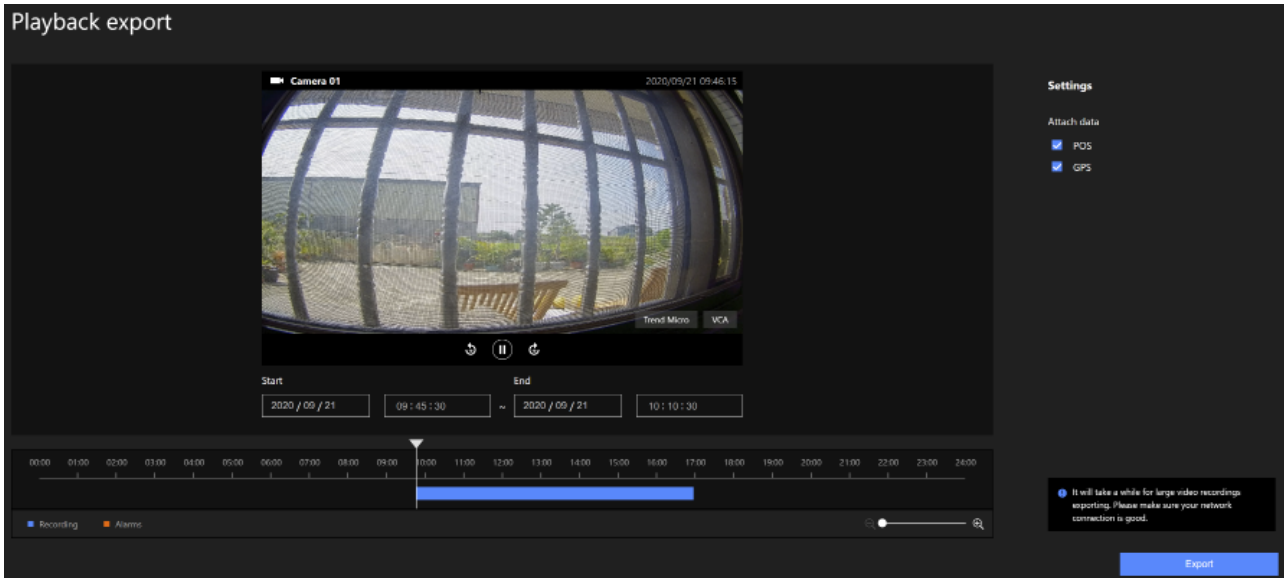 Playback export
Camera 01
2020/09/21 09:46:15
Settings
Attach data
POS
GPS
Trend Micro
VCA
Start
End
2020 / 09 / 21
09 : 45 : 30
~
2020 / 09 / 21
10 : 10 : 30
00:00 01:00 02:00 03:00 04:00 05:00 06:00 07:00 08:00 09:00 10:00 11:00 12:00 13:00 14:00 15:00 16:00 17:00 18:00 19:00 20:00 21:00 22:00 23:00 24:00
Recording
Alarms
It will take a while for large video recordings
exporting. Please make sure your network
connection is good.
Export